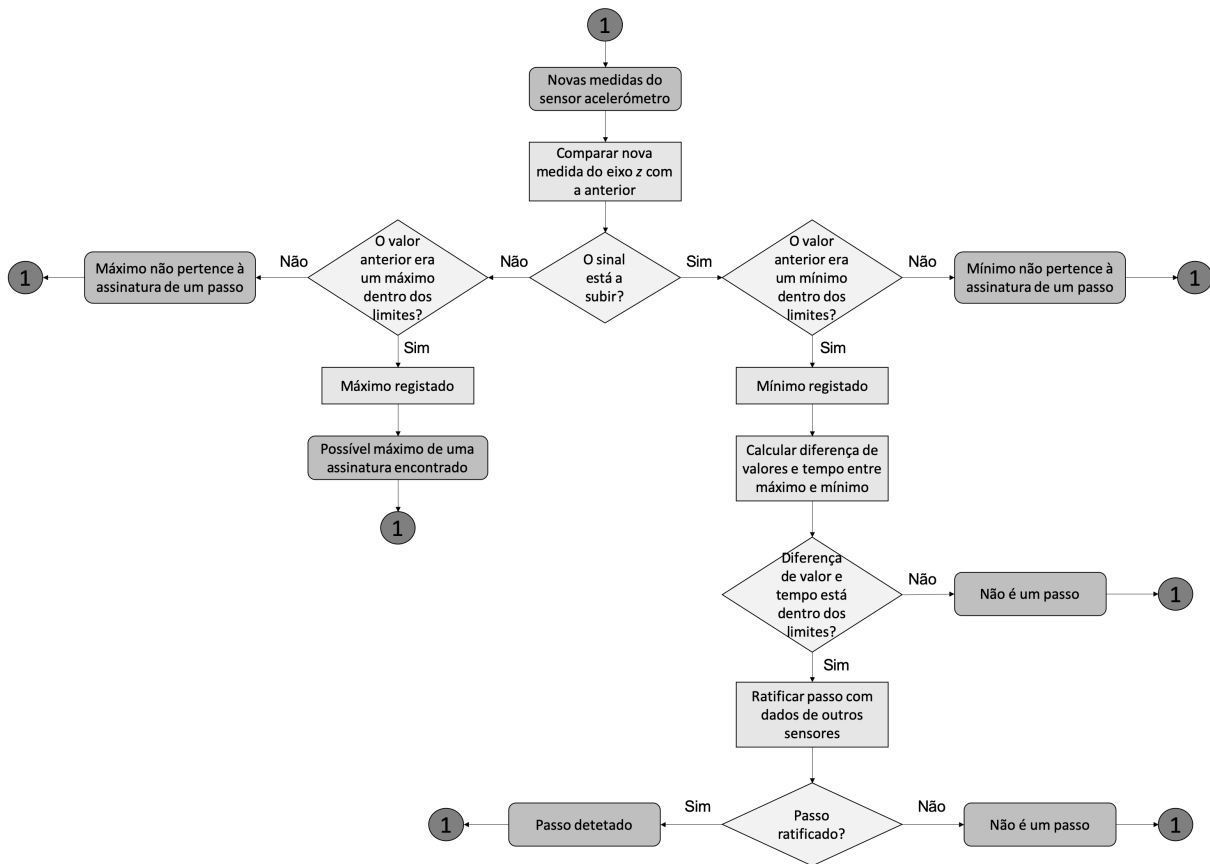 1
Novas medidas do
sensor acelerómetro
Comparar nova
medida do eixo z com
a anterior
O sinal
está a
subir?
Não
Sim
O valor
anterior era
um máximo
dentro dos
limites?
Não
Máximo não pertence à
assinatura de um passo
1
Sim
Máximo registado
Possível máximo de uma
assinatura encontrado
1
O valor
anterior era
um mínimo
dentro dos
limites?
Não
Mínimo não pertence à
assinatura de um passo
1
Sim
Mínimo registado
Calcular diferença de
valores e tempo entre
máximo e mínimo
Diferença
de valor e
tempo está
dentro dos
limites?
Não
Não é um passo
1
Sim
Ratificar passo com
dados de outros
sensores
Passo
ratificado?
Sim
Passo detetado
1
Não
Não é um passo
1